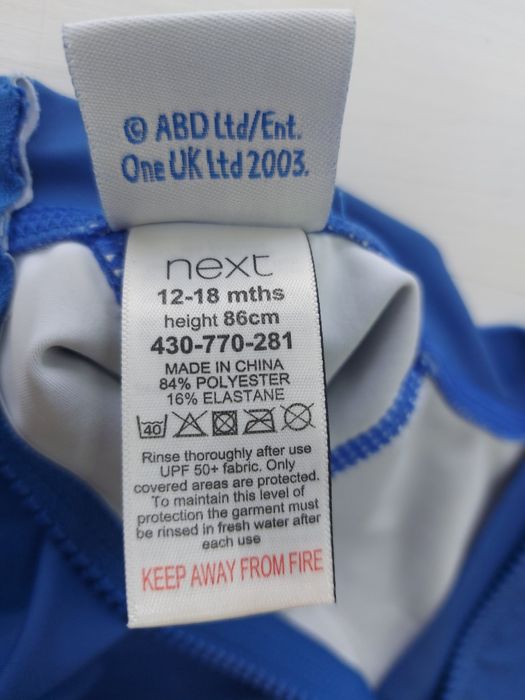 © ABD Ltd/Ent.
One UK Ltd 2003.
next
12-18 mths
height 86cm
430-770-281
MADE IN CHINA
84% POLYESTER
16% ELASTANE
40
Rinse thoroughly after use
UPF 50+ fabric. Only
covered areas are protected.
To maintain this level of
protection the garment must
be rinsed in fresh water after
each use
KEEP AWAY FROM FIRE